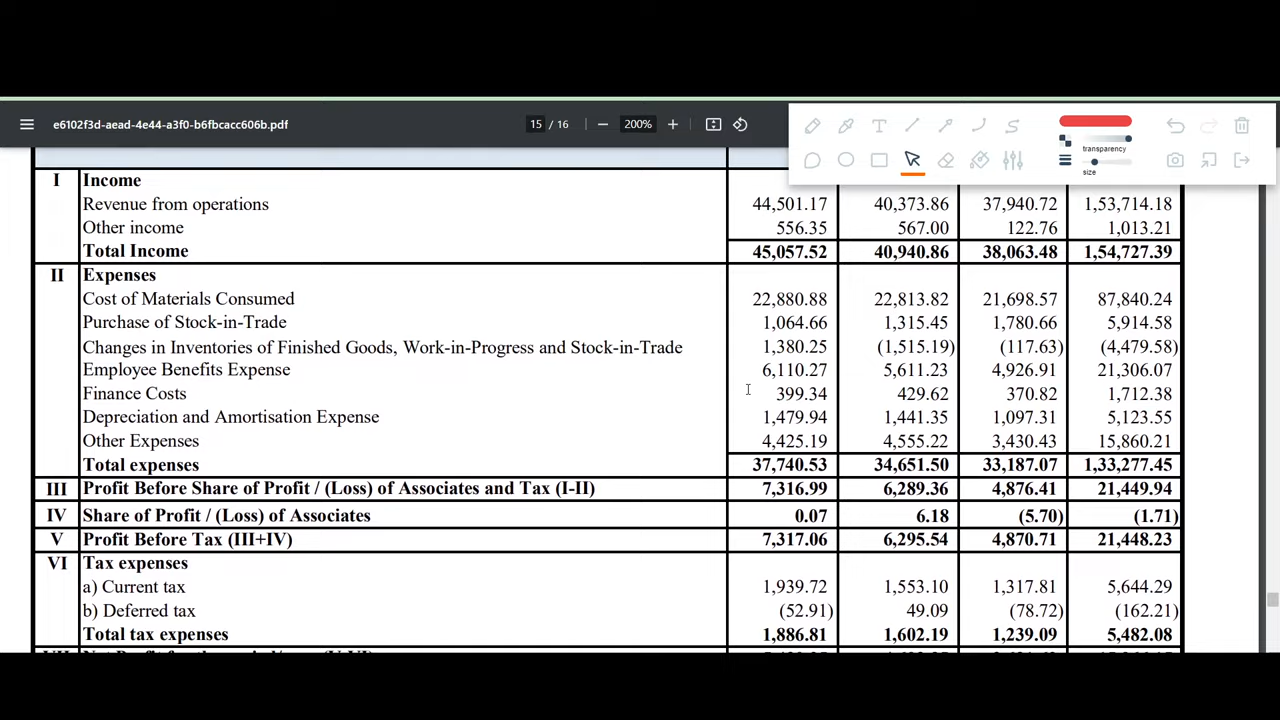 e6102f3d-aead-4e44-a3f0-b6fbcacc606b.pdf 15 / 16 200%
transparency
size
I Income
Revenue from operations 44,501.17 40,373.86 37,940.72 1,53,714.18
Other income 556.35 567.00 122.76 1,013.21
Total Income 45,057.52 40,940.86 38,063.48 1,54,727.39
II Expenses
Cost of Materials Consumed 22,880.88 22,813.82 21,698.57 87,840.24
Purchase of Stock-in-Trade 1,064.66 1,315.45 1,780.66 5,914.58
Changes in Inventories of Finished Goods, Work-in-Progress and Stock-in-Trade 1,380.25 (1,515.19) (117.63) (4,479.58)
Employee Benefits Expense 6,110.27 5,611.23 4,926.91 21,306.07
Finance Costs 399.34 429.62 370.82 1,712.38
Depreciation and Amortisation Expense 1,479.94 1,441.35 1,097.31 5,123.55
Other Expenses 4,425.19 4,555.22 3,430.43 15,860.21
Total expenses 37,740.53 34,651.50 33,187.07 1,33,277.45
III Profit Before Share of Profit / (Loss) of Associates and Tax (I-II) 7,316.99 6,289.36 4,876.41 21,449.94
IV Share of Profit / (Loss) of Associates 0.07 6.18 (5.70) (1.71)
V Profit Before Tax (III+IV) 7,317.06 6,295.54 4,870.71 21,448.23
VI Tax expenses
a) Current tax 1,939.72 1,553.10 1,317.81 5,644.29
b) Deferred tax (52.91) 49.09 (78.72) (162.21)
Total tax expenses 1,886.81 1,602.19 1,239.09 5,482.08